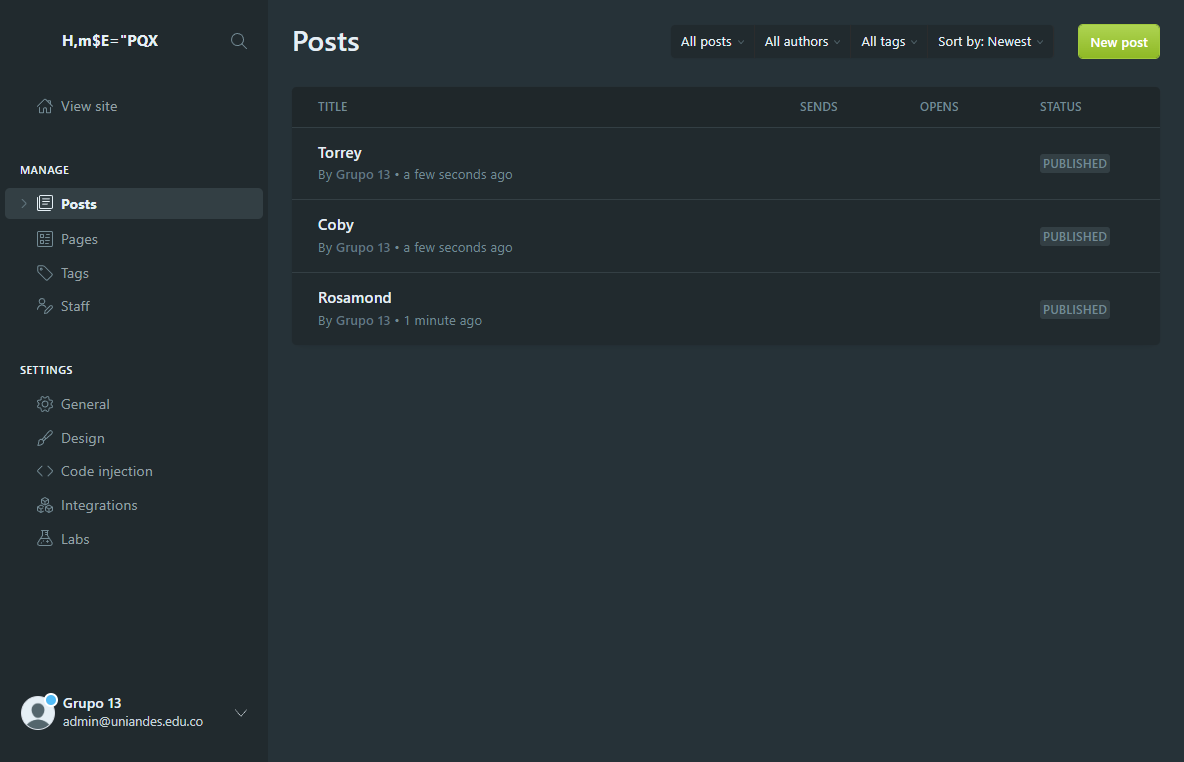 H,m$E="PQX
View site
MANAGE
Posts
Pages
Tags
Staff
SETTINGS
General
Design
Code injection
Integrations
Labs
Grupo 13
admin@uniandes.edu.co
Posts
All posts All authors All tags Sort by: Newest New post
TITLE SENDS OPENS STATUS
Torrey
By Grupo 13 • a few seconds ago PUBLISHED
Coby
By Grupo 13 • a few seconds ago PUBLISHED
Rosamond
By Grupo 13 • 1 minute ago PUBLISHED